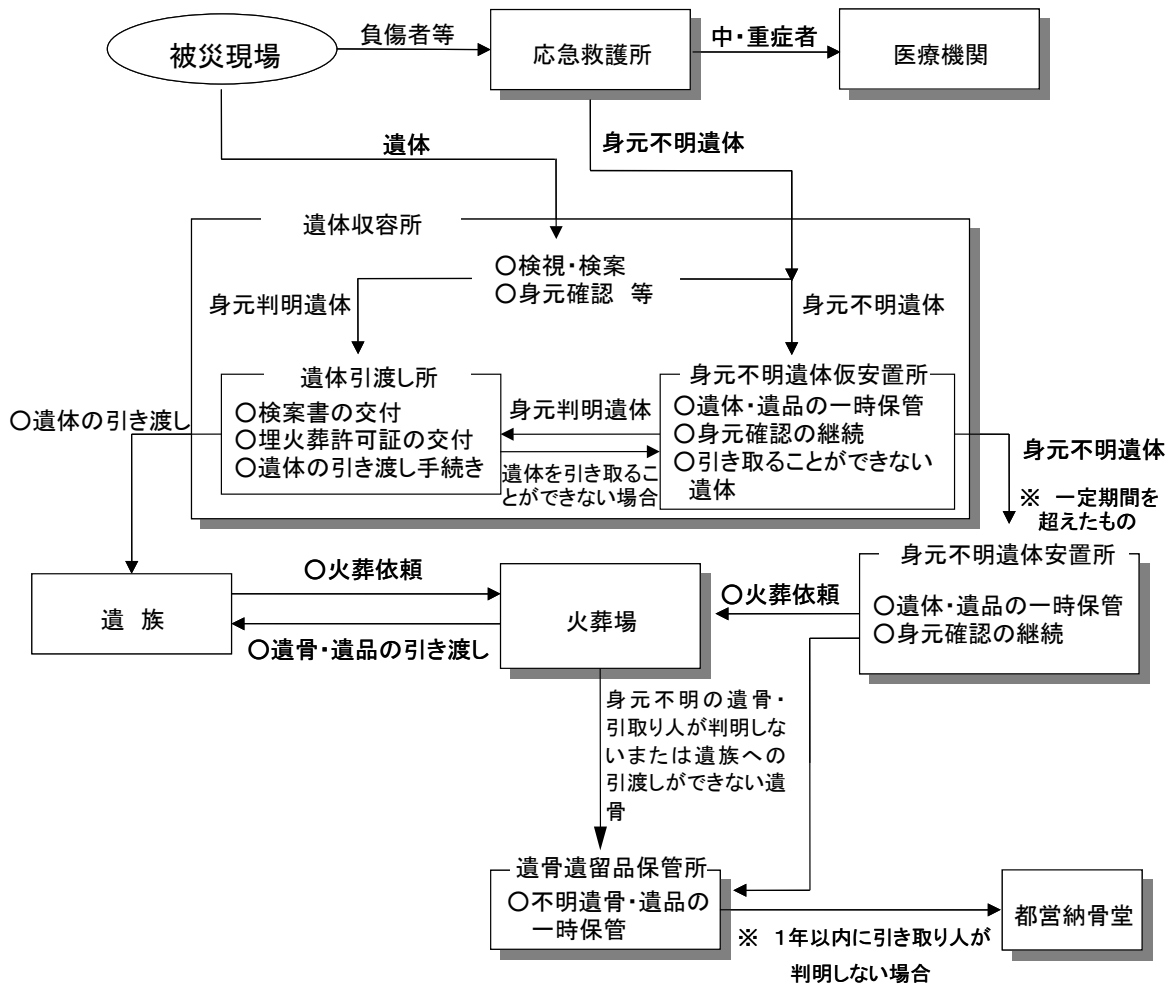 被災現場
負傷者等
応急救護所
中・重症者
医療機関
遺体
身元不明遺体
遺体収容所
○検視・検案
○身元確認 等
身元判明遺体
身元不明遺体
遺体引渡し所
○検案書の交付
○埋火葬許可証の交付
○遺体の引き渡し手続き
身元判明遺体
遺体を引き取るこ
とができない場合
身元不明遺体仮安置所
○遺体・遺品の一時保管
○身元確認の継続
○引き取ることができない
遺体
○遺体の引き渡し
身元不明遺体
※ 一定期間を
超えたもの
遺 族
○火葬依頼
○遺骨・遺品の引き渡し
火葬場
○火葬依頼
身元不明遺体安置所
○遺体・遺品の一時保管
○身元確認の継続
身元不明の遺骨・
引取り人が判明しな
いまたは遺族への
引渡しができない遺
骨
遺骨遺留品保管所
○不明遺骨・遺品の
一時保管
※ 1年以内に引き取り人が
判明しない場合
都営納骨堂